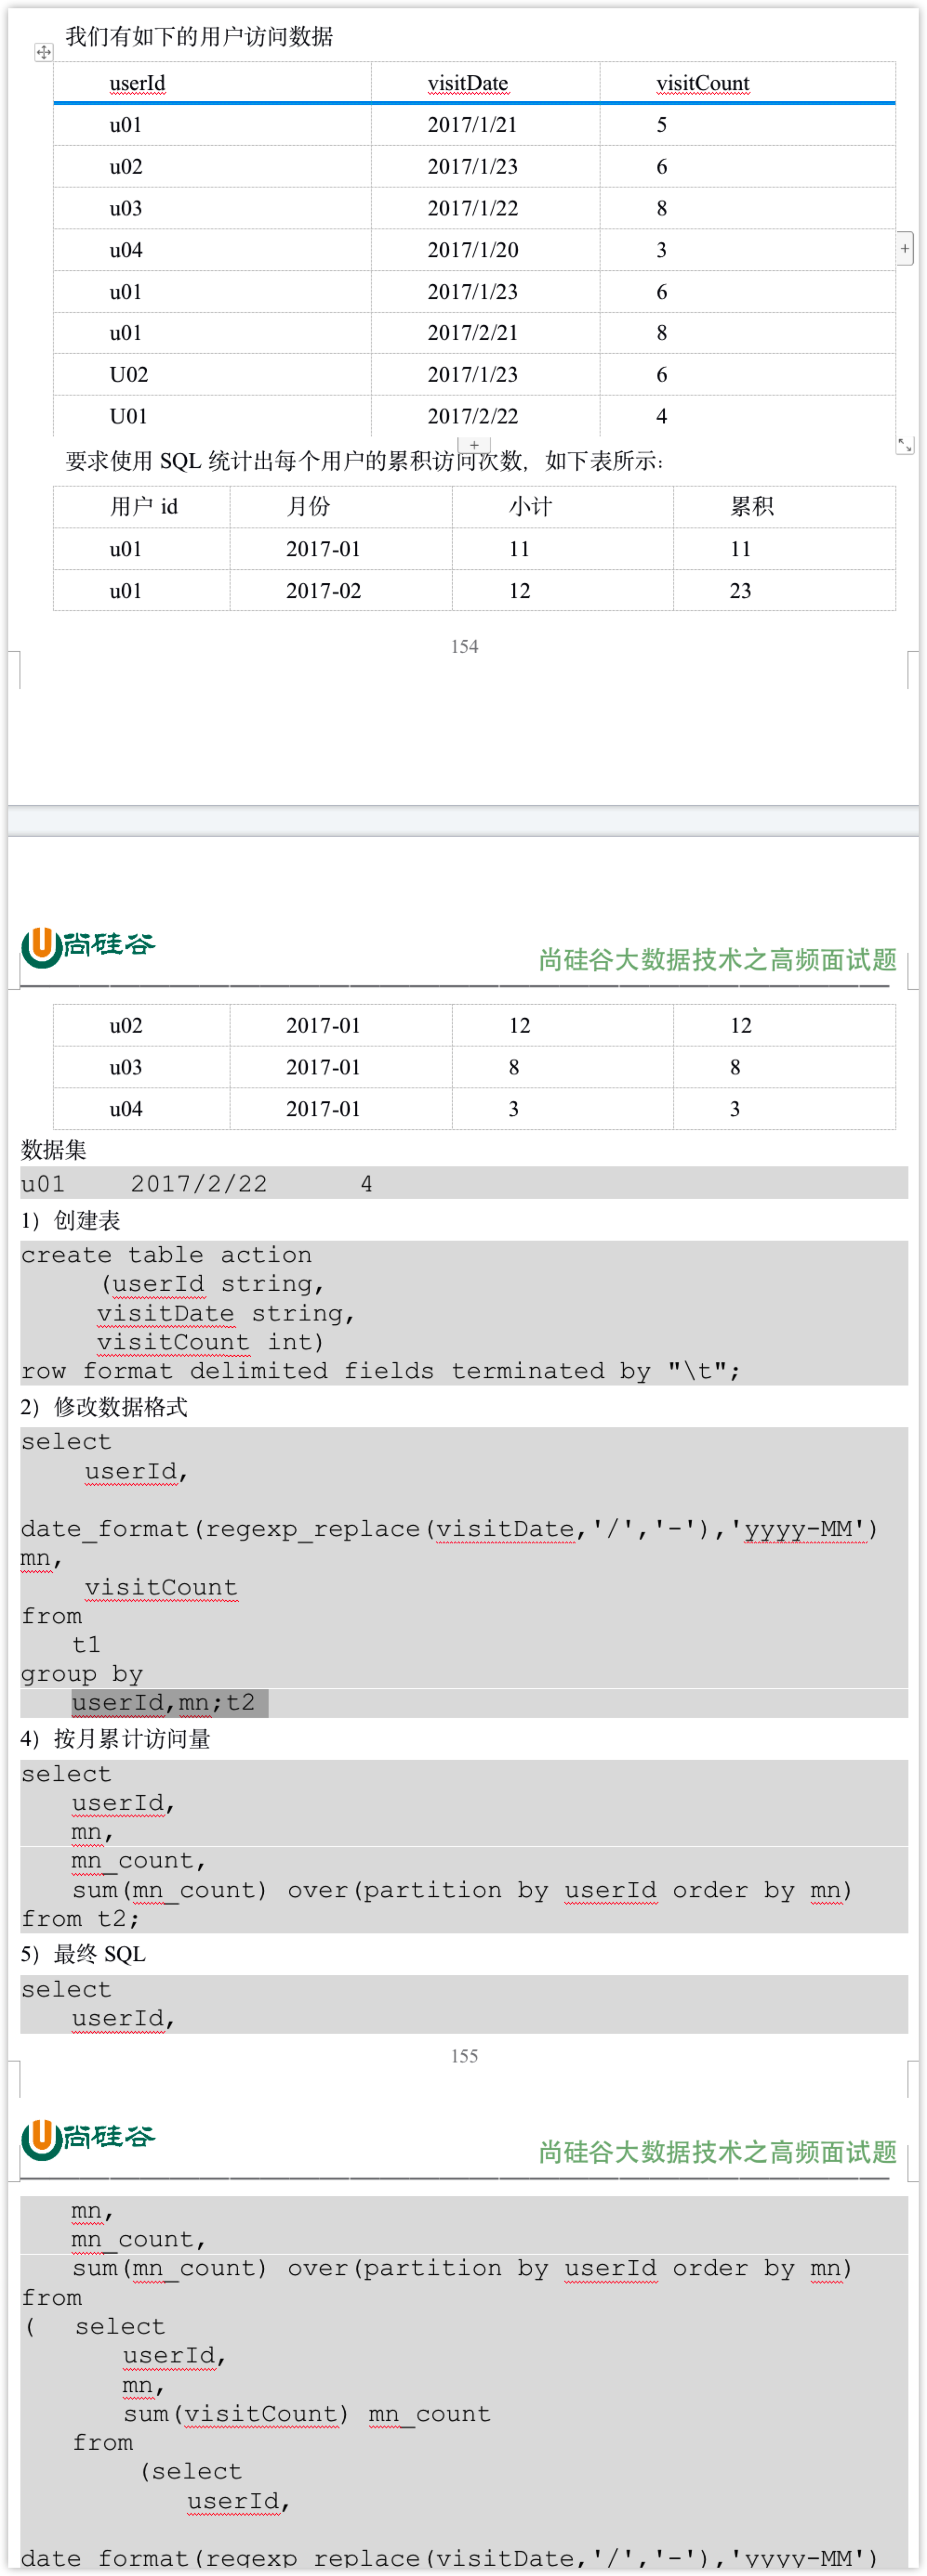 我们有如下的用户访问数据
userId visitDate visitCount
u01 2017/1/21 5
u02 2017/1/23 6
u03 2017/1/22 8
u04 2017/1/20 3
u01 2017/1/23 6
u01 2017/2/21 8
U02 2017/1/23 6
U01 2017/2/22 4
要求使用 SQL 统计出每个用户的累积访问次数，如下表所示：
用户 id 月份 小计 累积
u01 2017-01 11 11
u01 2017-02 12 23
154
尚硅谷
尚硅谷大数据技术之高频面试题
u02 2017-01 12 12
u03 2017-01 8 8
u04 2017-01 3 3
数据集
u01 2017/2/22 4
1）创建表
create table action
(userId string,
visitDate string,
visitCount int)
row format delimited fields terminated by "\t";
2）修改数据格式
select
userId,
date_format(regexp_replace(visitDate,'/','-'),'yyyy-MM')
mn,
visitCount
from
t1
group by
userId,mn;t2
4）按月累计访问量
select
userId,
mn,
mn_count,
sum(mn_count) over(partition by userId order by mn)
from t2;
5）最终 SQL
select
userId,
155
尚硅谷
尚硅谷大数据技术之高频面试题
mn,
mn_count,
sum(mn_count) over(partition by userId order by mn)
from
( select
userId,
mn,
sum(visitCount) mn_count
from
(select
userId,
date_format(regexp_replace(visitDate,'/','-'),'yyyy-MM')